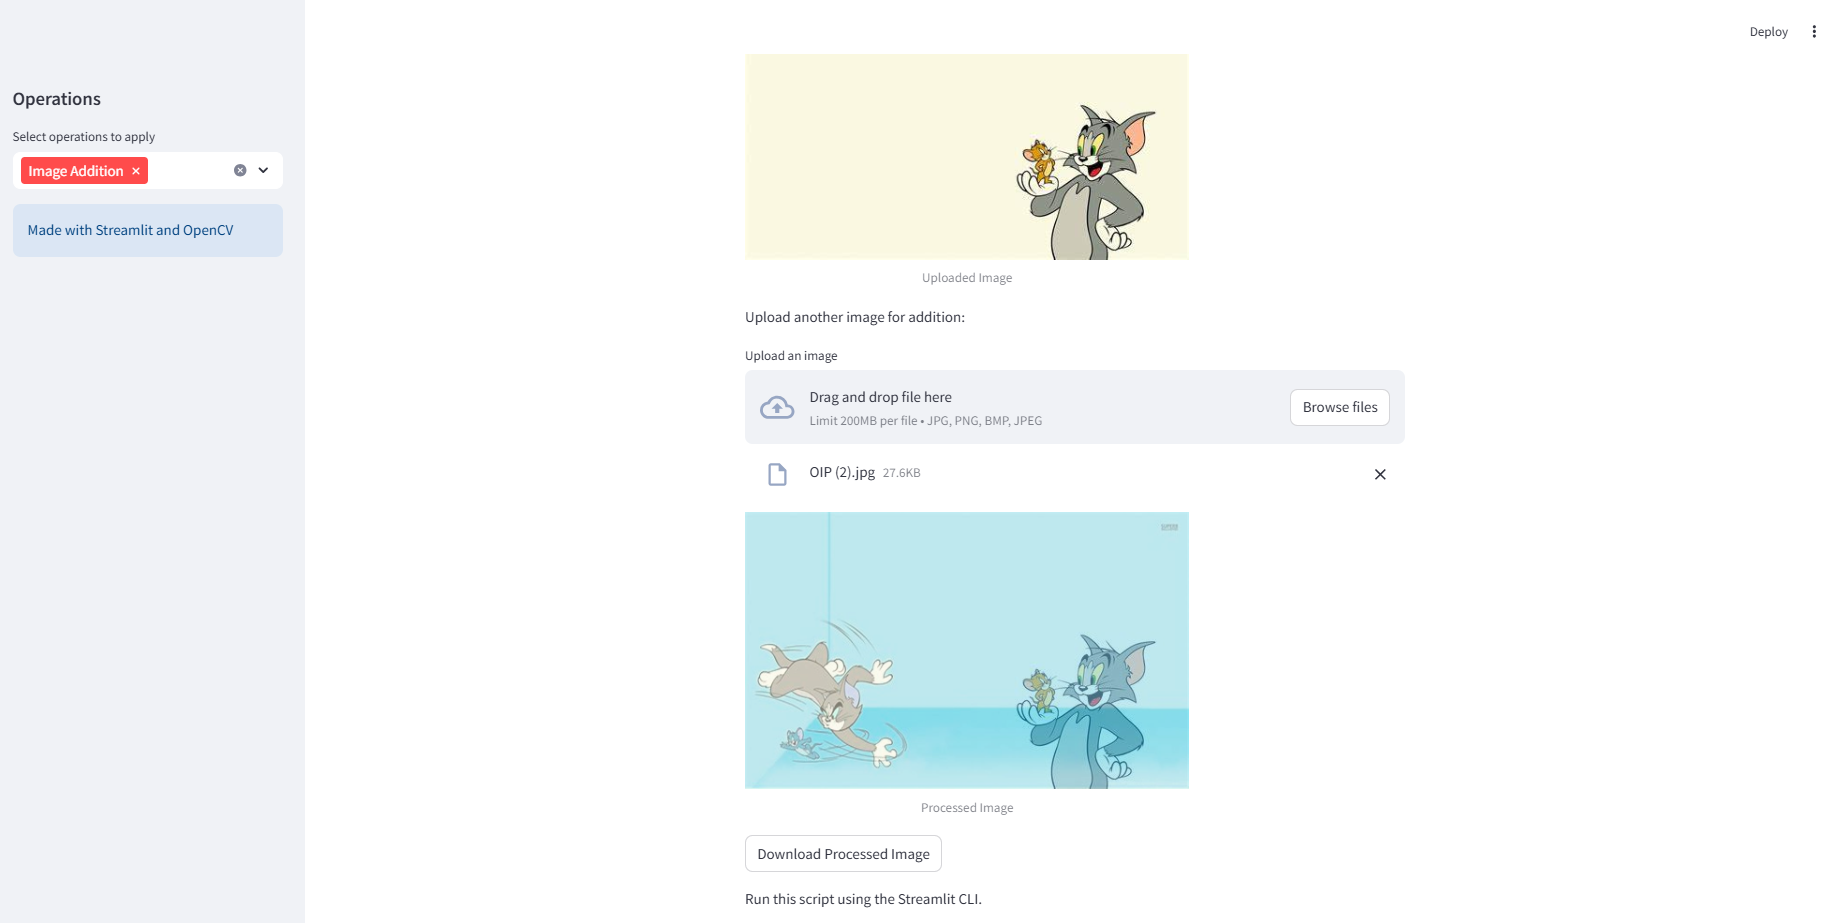 Deploy
Operations
Select operations to apply
Image Addition
Made with Streamlit and OpenCV
Uploaded Image
Upload another image for addition:
Upload an image
Drag and drop file here
Limit 200MB per file • JPG, PNG, BMP, JPEG
Browse files
OIP (2).jpg 27.6KB
Processed Image
Download Processed Image
Run this script using the Streamlit CLI.